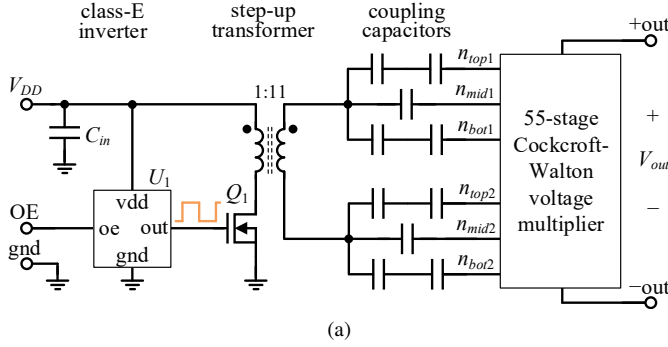 class-E inverter
step-up transformer
coupling capacitors
+out
V_DD
1:11
n_top1
n_mid1
n_bot1
C_in
U_1
Q_1
vdd
OE
oe
out
gnd
gnd
n_top2
n_mid2
n_bot2
55-stage
Cockcroft-
Walton
voltage
multiplier
+
V_out
−
−out
(a)